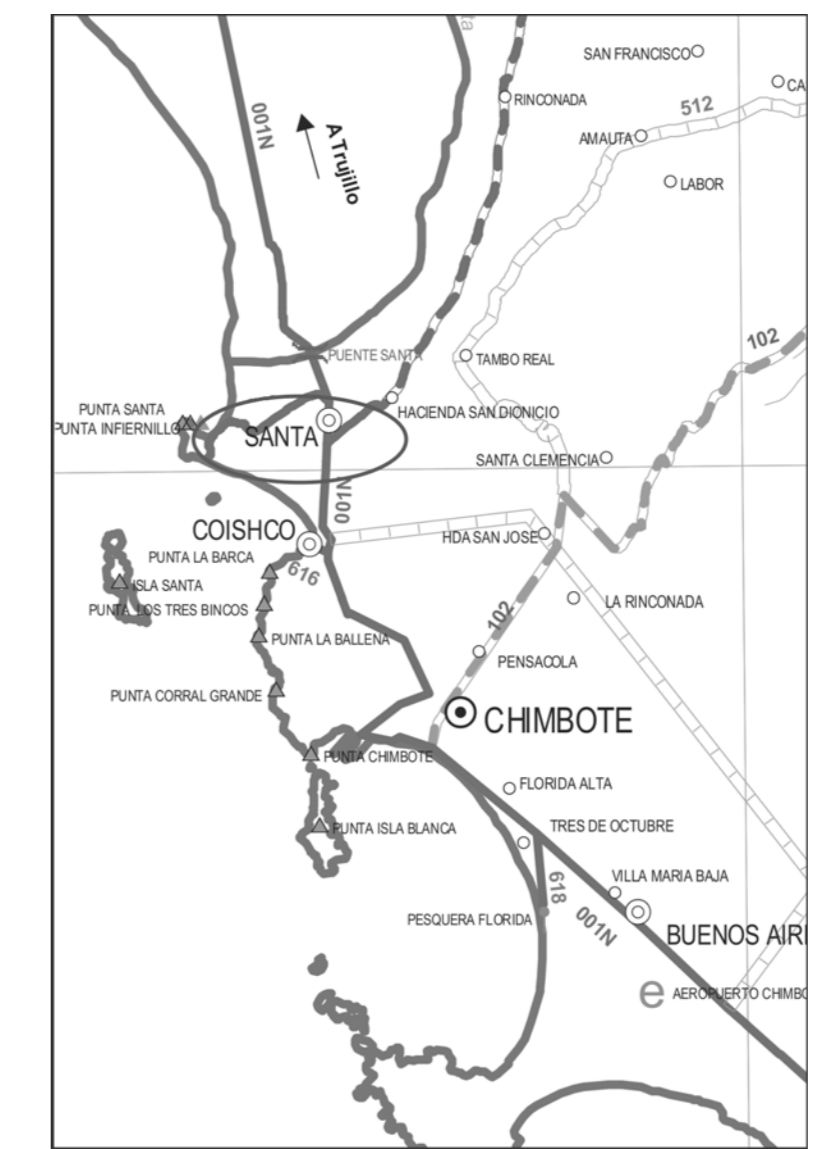 SAN FRANCISCO
CA
RINCONADA
512
001N
A Trujillo
AMAUTA
LABOR
102
PUENTE SANTA
TAMBO REAL
PUNTA SANTA
HACIENDA SAN DIONICIO
PUNTA INFIERNILLO
SANTA
SANTA CLEMENCIA
001N
COISHCO
HDA SAN JOSE
PUNTA LA BARCA
616
ISLA SANTA
LA RINCONADA
PUNTA LOS TRES BINCOS
102
PUNTA LA BALLENA
PENSACOLA
PUNTA CORRAL GRANDE
CHIMBOTE
PUNTA CHIMBOTE
FLORIDA ALTA
PUNTA ISLA BLANCA
TRES DE OCTUBRE
VILLA MARIA BAJA
618
PESQUERA FLORIDA
001N
BUENOS AIR
e
AEROPUERTO CHIMBO